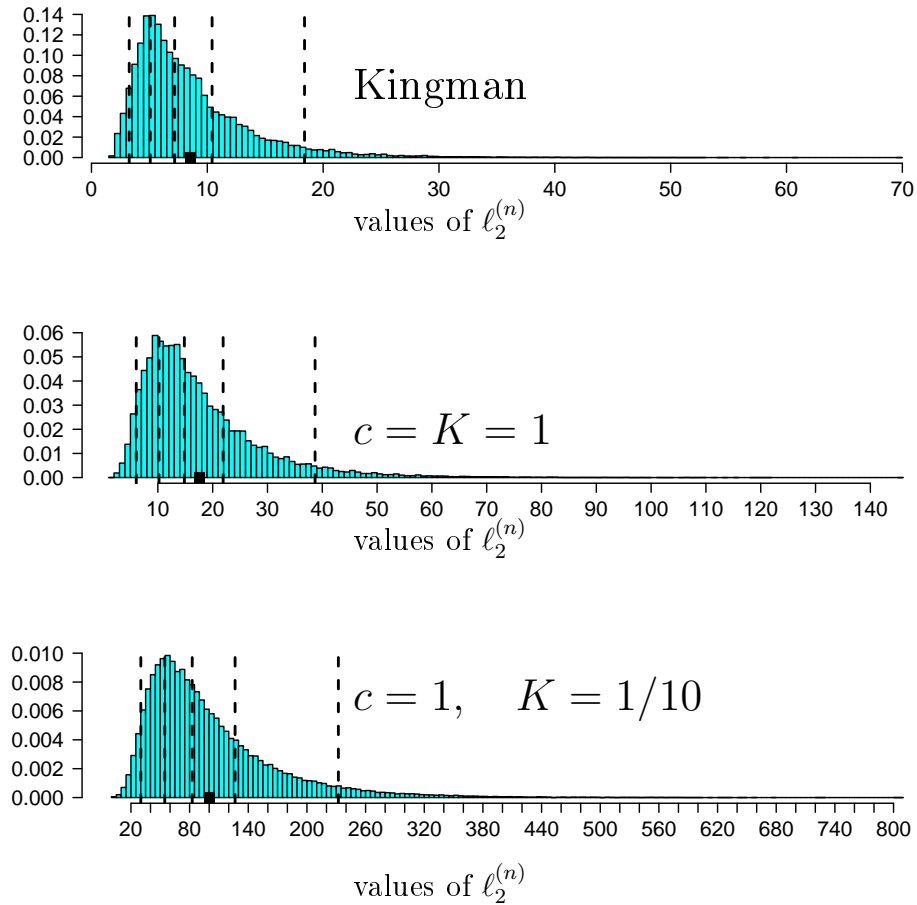 0.14
0.12
0.10
0.08
0.06
0.04
0.02
0.00
Kingman
0 10 20 30 40 50 60 70
values of ℓ₂⁽ⁿ⁾
0.06
0.05
0.04
0.03
0.02
0.01
0.00
c = K = 1
10 20 30 40 50 60 70 80 90 100 110 120 130 146
values of ℓ₂⁽ⁿ⁾
0.010
0.008
0.006
0.004
0.002
0.000
c = 1, K = 1/10
20 80 140 200 260 320 380 440 500 560 620 680 740 800
values of ℓ₂⁽ⁿ⁾